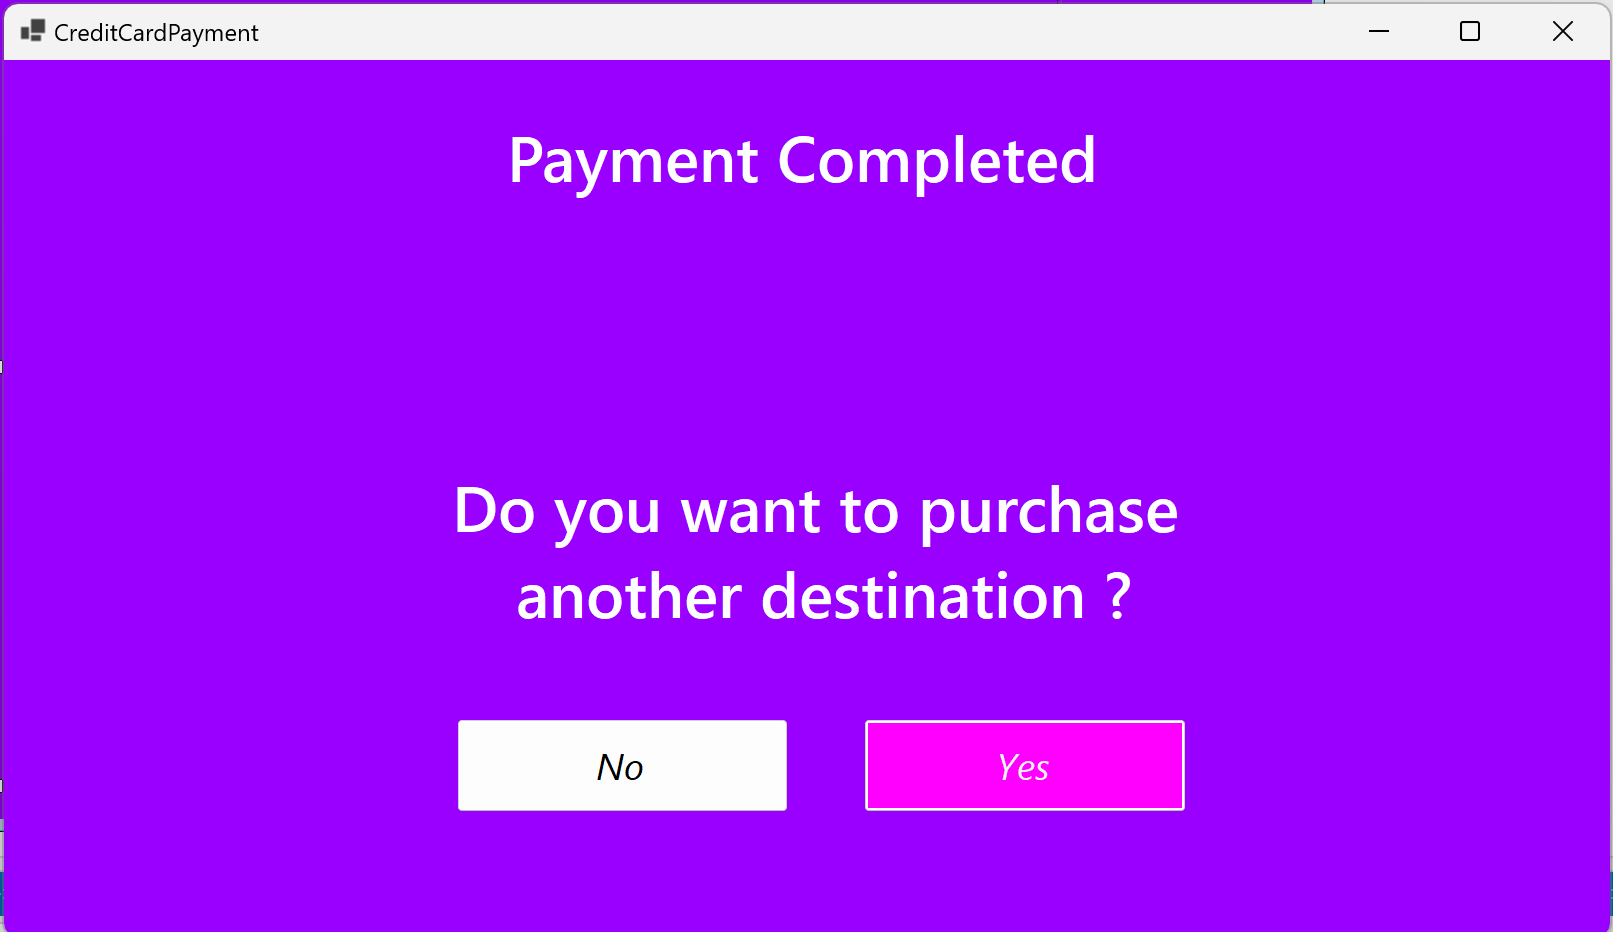 CreditCardPayment
Payment Completed
Do you want to purchase
another destination ?
No
Yes